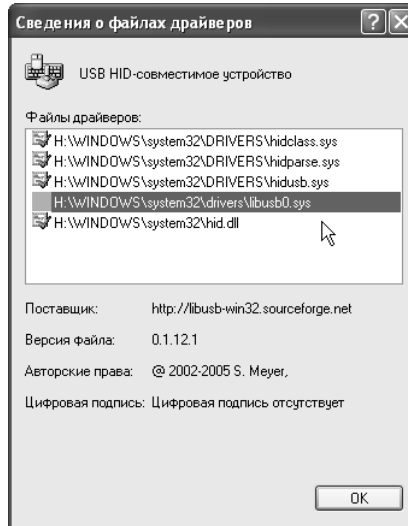 Сведения о файлах драйверов
USB HID-совместимое устройство
Файлы драйверов:
H:\WINDOWS\system32\DRIVERS\hidclass.sys
H:\WINDOWS\system32\DRIVERS\hidparse.sys
H:\WINDOWS\system32\DRIVERS\hidusb.sys
H:\WINDOWS\system32\drivers\libusb0.sys
H:\WINDOWS\system32\hid.dll
Поставщик: http://libusb-win32.sourceforge.net
Версия файла: 0.1.12.1
Авторские права: @ 2002-2005 S. Meyer,
Цифровая подпись: Цифровая подпись отсутствует
OK